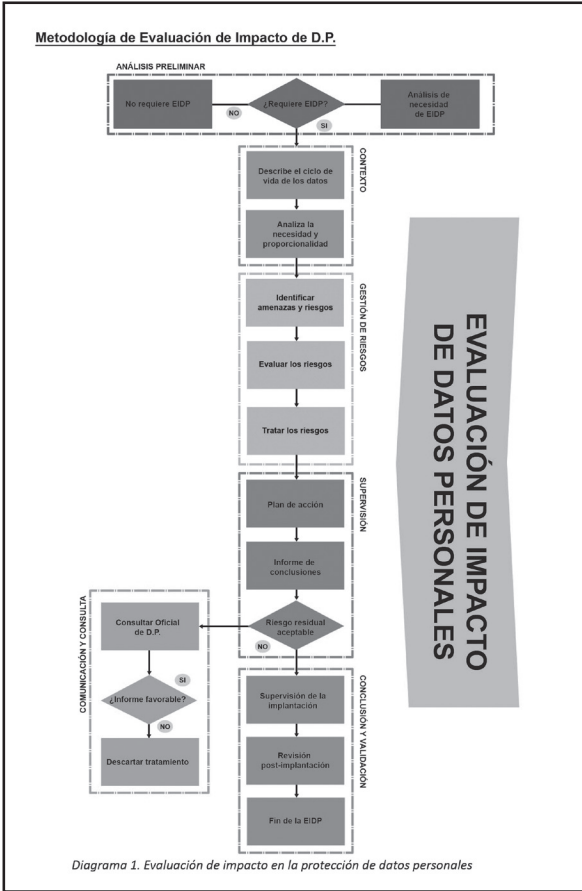 Metodología de Evaluación de Impacto de D.P.
ANÁLISIS PRELIMINAR
No requiere EIDP
NO
¿Requiere EIDP?
SI
Análisis de
necesidad
de EIDP
CONTEXTO
Describe el ciclo de
vida de los datos
Analiza la
necesidad y
proporcionalidad
GESTIÓN DE RIESGOS
Identificar
amenazas y riesgos
Evaluar los riesgos
Tratar los riesgos
EVALUACIÓN DE IMPACTO
DE DATOS PERSONALES
SUPERVISIÓN
Plan de acción
Informe de
conclusiones
Riesgo residual
aceptable
NO
COMUNICACIÓN Y CONSULTA
Consultar Oficial
de D.P.
SI
¿Informe favorable?
NO
Descartar tratamiento
CONCLUSIÓN Y VALIDACIÓN
Supervisión de la
implantación
Revisión
post-implantación
Fin de la EIDP
Diagrama 1. Evaluación de impacto en la protección de datos personales